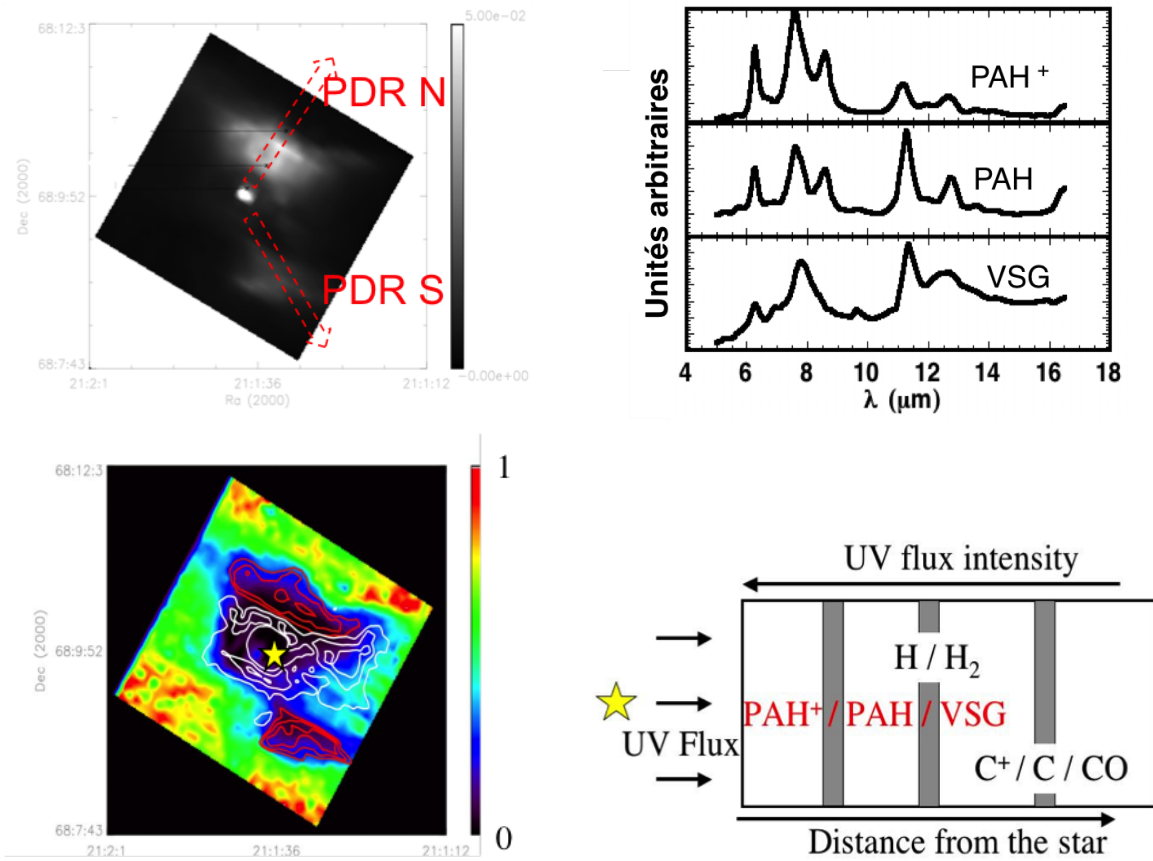 5.00e-02
68:12:3
PDR N
Dec (2000)
68:9:52
PDR S
68:7:43
-0.00e+00
21:2:1
21:1:36
21:1:12
Ra (2000)
Unités arbitraires
PAH +
PAH
VSG
4 6 8 10 12 14 16 18
λ (μm)
68:12:3
1
Dec (2000)
68:9:52
68:7:43
0
21:2:1
21:1:36
21:1:12
UV flux intensity
H / H₂
PAH⁺ / PAH / VSG
UV Flux
C⁺ / C / CO
Distance from the star